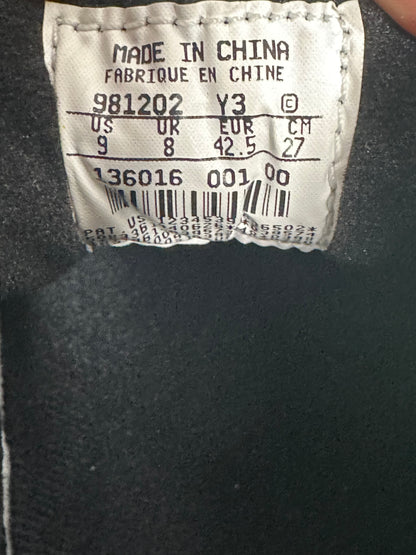 MADE IN CHINA
FABRIQUE EN CHINE
981202 Y3 ©
US UK EUR CM
9 8 42.5 27
136016 001 00